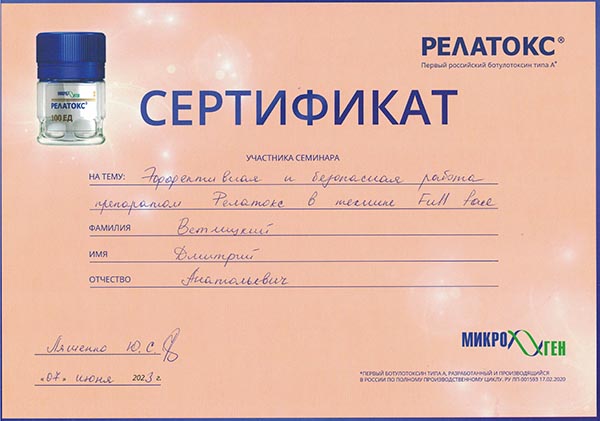 РЕЛАТОКС®
Первый российский ботулотоксин типа А*
МИКРОГЕН
РЕЛАТОКС®
100 ЕД
СЕРТИФИКАТ
УЧАСТНИКА СЕМИНАРА
НА ТЕМУ: Эффективная и безопасная работа
препаратом Релатокс в технике Full face
ФАМИЛИЯ Ветлицкий
ИМЯ Дмитрий
ОТЧЕСТВО Анатольевич
Ляшенко Ю.С.
«07» июня 2023 г.
МИКРОГЕН
*ПЕРВЫЙ БОТУЛОТОКСИН ТИПА А, РАЗРАБОТАННЫЙ И ПРОИЗВОДЯЩИЙСЯ
В РОССИИ ПО ПОЛНОМУ ПРОИЗВОДСТВЕННОМУ ЦИКЛУ. РУ ЛП-001593 17.02.2020